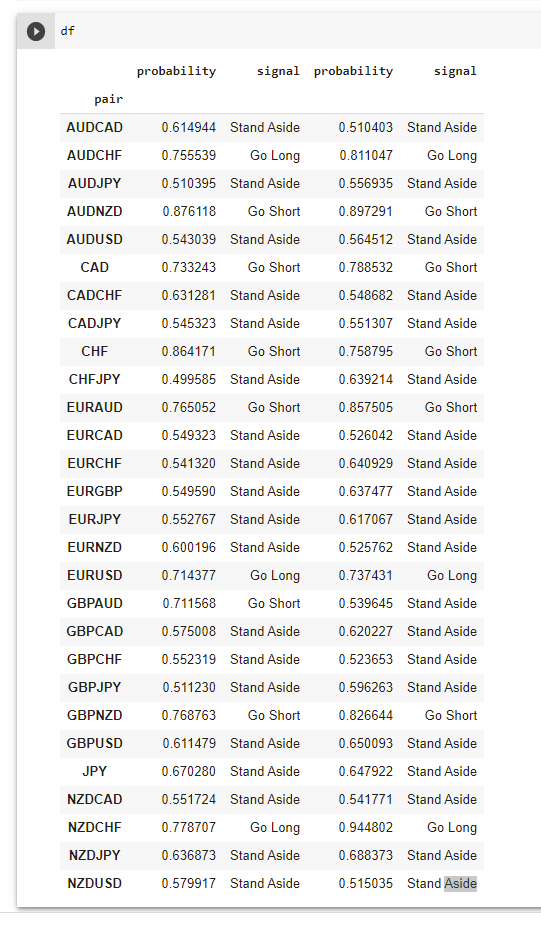 df
probability signal probability signal
pair
AUDCAD 0.614944 Stand Aside 0.510403 Stand Aside
AUDCHF 0.755539 Go Long 0.811047 Go Long
AUDJPY 0.510395 Stand Aside 0.556935 Stand Aside
AUDNZD 0.876118 Go Short 0.897291 Go Short
AUDUSD 0.543039 Stand Aside 0.564512 Stand Aside
CAD 0.733243 Go Short 0.788532 Go Short
CADCHF 0.631281 Stand Aside 0.548682 Stand Aside
CADJPY 0.545323 Stand Aside 0.551307 Stand Aside
CHF 0.864171 Go Short 0.758795 Go Short
CHFJPY 0.499585 Stand Aside 0.639214 Stand Aside
EURAUD 0.765052 Go Short 0.857505 Go Short
EURCAD 0.549323 Stand Aside 0.526042 Stand Aside
EURCHF 0.541320 Stand Aside 0.640929 Stand Aside
EURGBP 0.549590 Stand Aside 0.637477 Stand Aside
EURJPY 0.552767 Stand Aside 0.617067 Stand Aside
EURNZD 0.600196 Stand Aside 0.525762 Stand Aside
EURUSD 0.714377 Go Long 0.737431 Go Long
GBPAUD 0.711568 Go Short 0.539645 Stand Aside
GBPCAD 0.575008 Stand Aside 0.620227 Stand Aside
GBPCHF 0.552319 Stand Aside 0.523653 Stand Aside
GBPJPY 0.511230 Stand Aside 0.596263 Stand Aside
GBPNZD 0.768763 Go Short 0.826644 Go Short
GBPUSD 0.611479 Stand Aside 0.650093 Stand Aside
JPY 0.670280 Stand Aside 0.647922 Stand Aside
NZDCAD 0.551724 Stand Aside 0.541771 Stand Aside
NZDCHF 0.778707 Go Long 0.944802 Go Long
NZDJPY 0.636873 Stand Aside 0.688373 Stand Aside
NZDUSD 0.579917 Stand Aside 0.515035 Stand Aside